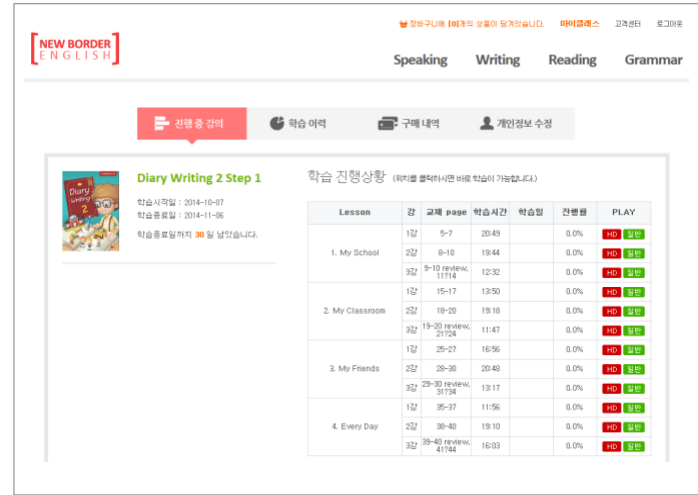 장바구니에 [0]개의 상품이 담겨있습니다. 마이클래스 고객센터 로그아웃
NEW BORDER
ENGLISH
Speaking Writing Reading Grammar
진행 중 강의 학습 이력 구매 내역 개인정보 수정
Diary Writing 2
Diary Writing 2 Step 1
학습시작일 : 2014-10-07
학습종료일 : 2014-11-06
학습종료일까지 30 일 남았습니다.
학습 진행상황 (위치를 클릭하시면 바로 학습이 가능합니다.)
Lesson 강 교재 page 학습시간 학습일 진행률 PLAY
1. My School
1강 5-7 20:49 0.0% HD 일반
2강 8-10 19:44 0.0% HD 일반
3강 9-10 review, 11?14 12:32 0.0% HD 일반
2. My Classroom
1강 15-17 13:50 0.0% HD 일반
2강 18-20 19:18 0.0% HD 일반
3강 19-20 review, 21?24 11:47 0.0% HD 일반
3. My Friends
1강 25-27 16:56 0.0% HD 일반
2강 28-30 20:48 0.0% HD 일반
3강 29-30 review, 31?34 13:17 0.0% HD 일반
4. Every Day
1강 35-37 11:56 0.0% HD 일반
2강 38-40 19:10 0.0% HD 일반
3강 39-40 review, 41?44 16:03 0.0% HD 일반